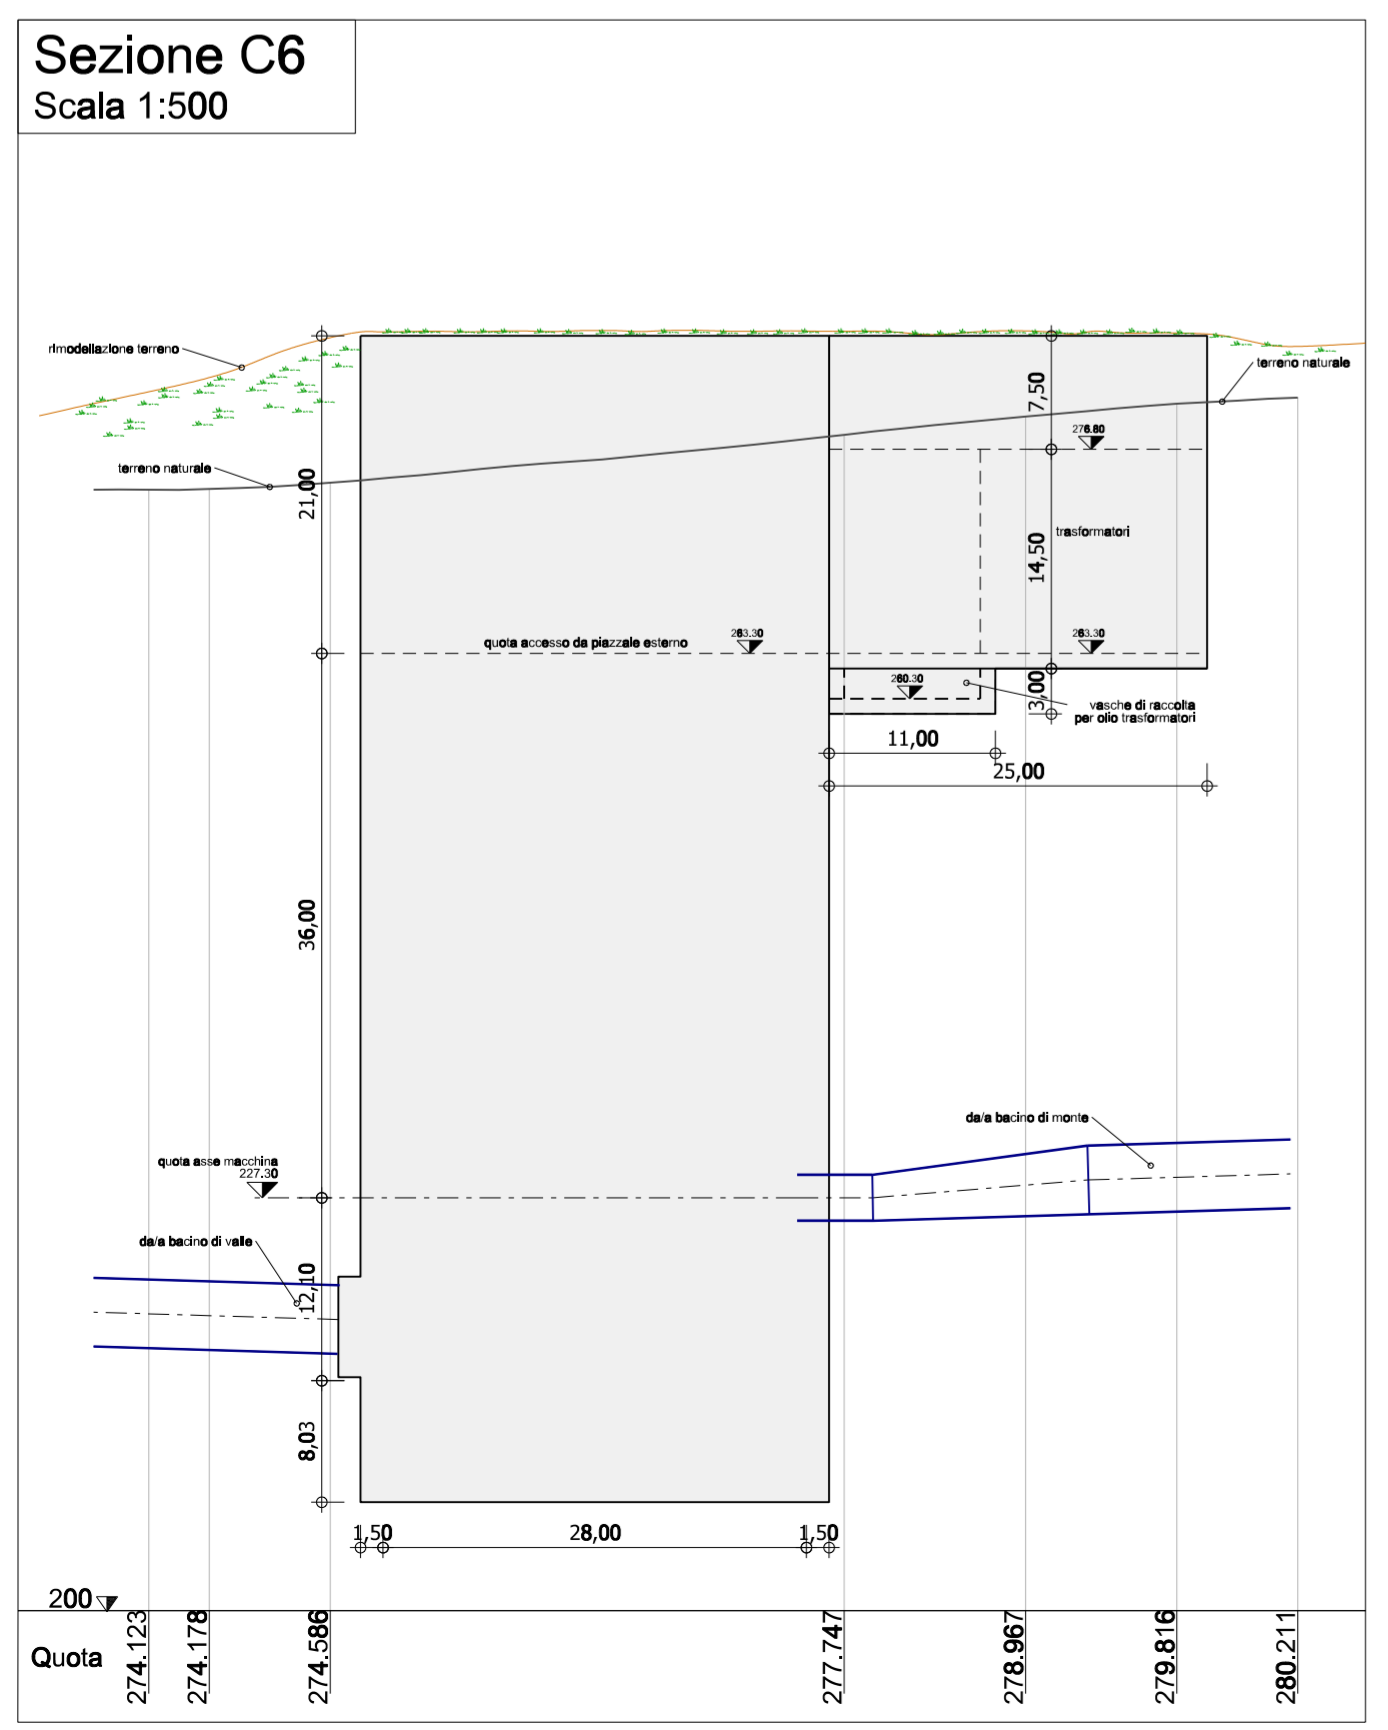 Sezione C6
Scala 1:500
rimodellazione terreno
terreno naturale
7,50
276.80
terreno naturale
21,00
trasformatori
14,50
quota accesso da piazzale esterno
263.30
263.30
260.30
3,00
vasche di raccolta
per olio trasformatori
11,00
25,00
36,00
da/a bacino di monte
quota asse macchina
227.30
da/a bacino di valle
12,10
8,03
1,50
28,00
1,50
200
Quota
274.123
274.178
274.586
277.747
278.967
279.816
280.211